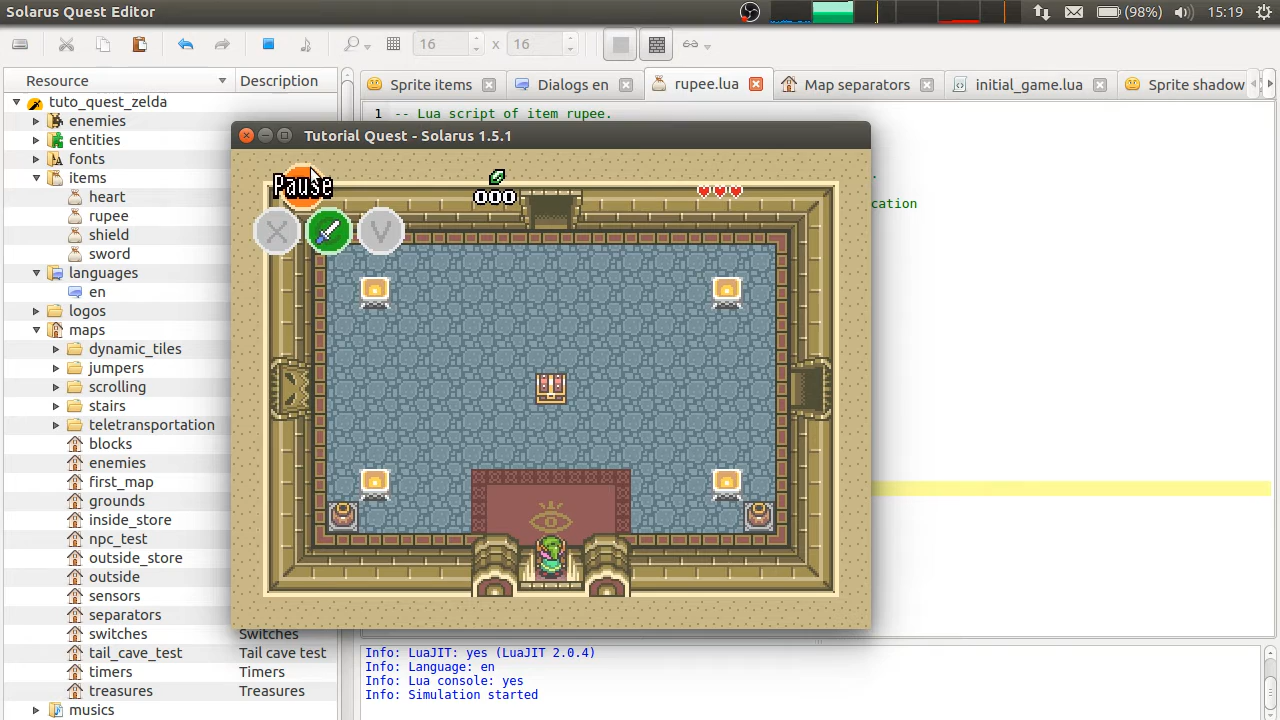 Solarus Quest Editor
(98%)
15:19
16
x
16
Resource
Description
Sprite items
Dialogs en
rupee.lua
Map separators
initial_game.lua
Sprite shadow
tuto_quest_zelda
enemies
entities
fonts
items
heart
rupee
shield
sword
languages
en
logos
maps
dynamic_tiles
jumpers
scrolling
stairs
teletransportation
blocks
enemies
first_map
grounds
inside_store
npc_test
outside_store
outside
sensors
separators
switches
Switches
tail_cave_test
Tail cave test
timers
Timers
treasures
Treasures
musics
1
-- Lua script of item rupee.
cation
Tutorial Quest - Solarus 1.5.1
Pause
000
X
V
Info: LuaJIT: yes (LuaJIT 2.0.4)
Info: Language: en
Info: Lua console: yes
Info: Simulation started